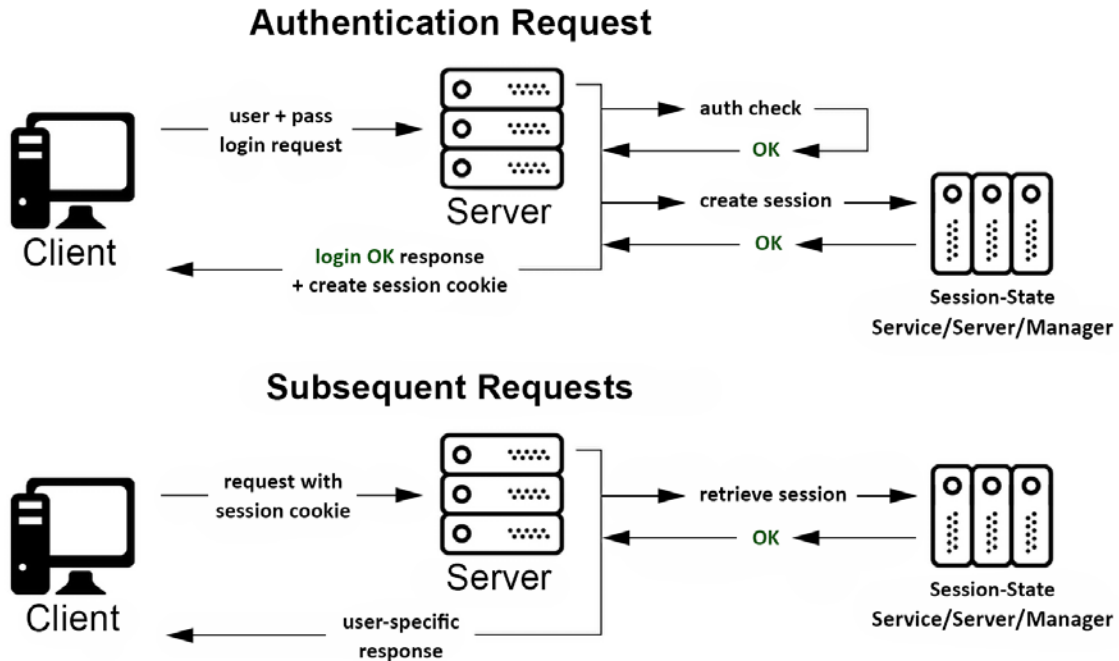 Authentication Request
user + pass
login request
auth check
OK
create session
OK
login OK response
+ create session cookie
Client
Server
Session-State
Service/Server/Manager
Subsequent Requests
request with
session cookie
retrieve session
OK
user-specific
response
Client
Server
Session-State
Service/Server/Manager